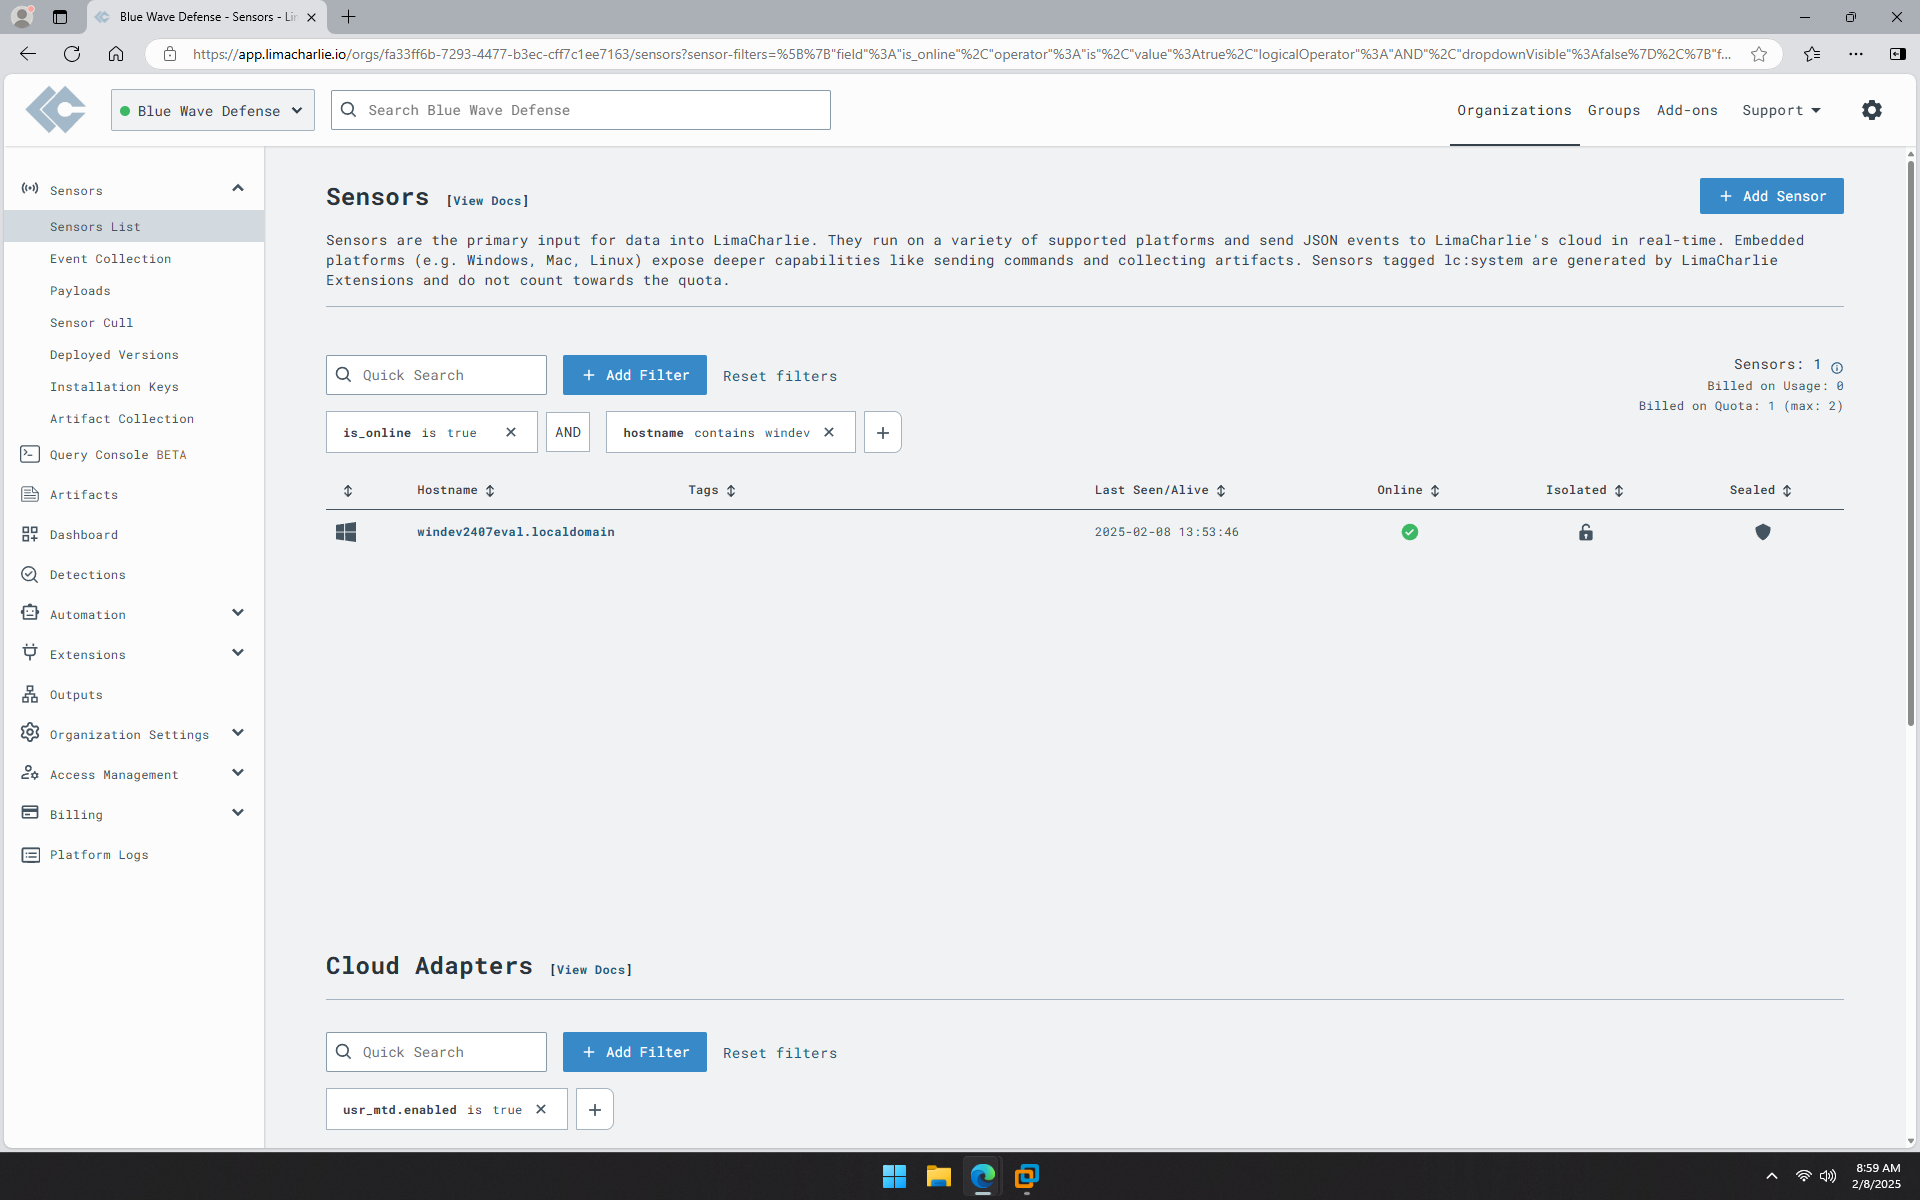 Blue Wave Defense - Sensors - Li
https://app.limacharlie.io/orgs/fa33ff6b-7293-4477-b3ec-cff7c1ee7163/sensors?sensor-filters=%5B%7B"field"%3A"is_online"%2C"operator"%3A"is"%2C"value"%3Atrue%2C"logicalOperator"%3A"AND"%2C"dropdownVisible"%3Afalse%7D%2C%7B"f...
Blue Wave Defense
Search Blue Wave Defense
Organizations
Groups
Add-ons
Support
Sensors
Sensors List
Event Collection
Payloads
Sensor Cull
Deployed Versions
Installation Keys
Artifact Collection
Query Console BETA
Artifacts
Dashboard
Detections
Automation
Extensions
Outputs
Organization Settings
Access Management
Billing
Platform Logs
Sensors [View Docs]
+ Add Sensor
Sensors are the primary input for data into LimaCharlie. They run on a variety of supported platforms and send JSON events to LimaCharlie's cloud in real-time. Embedded
platforms (e.g. Windows, Mac, Linux) expose deeper capabilities like sending commands and collecting artifacts. Sensors tagged lc:system are generated by LimaCharlie
Extensions and do not count towards the quota.
Quick Search
+ Add Filter
Reset filters
Sensors: 1
Billed on Usage: 0
Billed on Quota: 1 (max: 2)
is_online is true
AND
hostname contains windev
+
Hostname Tags Last Seen/Alive Online Isolated Sealed
windev2407eval.localdomain 2025-02-08 13:53:46
Cloud Adapters [View Docs]
Quick Search
+ Add Filter
Reset filters
usr_mtd.enabled is true
+
8:59 AM
2/8/2025